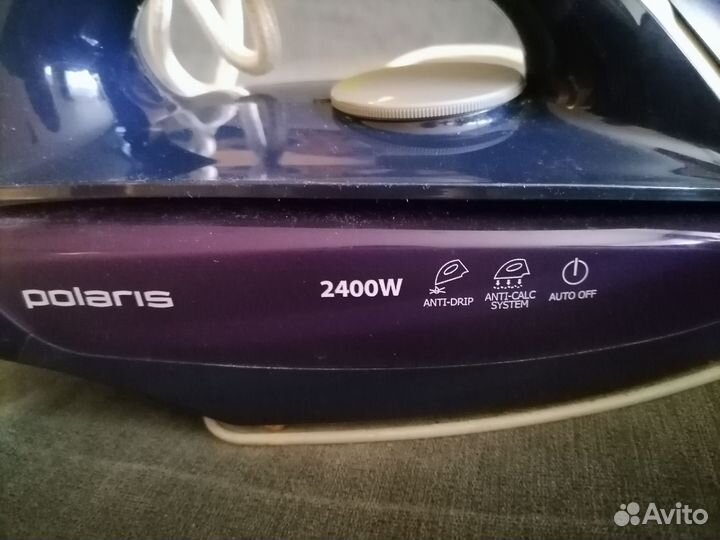 polaris
2400W
ANTI-DRIP
ANTI-CALC
SYSTEM
AUTO OFF
Avito